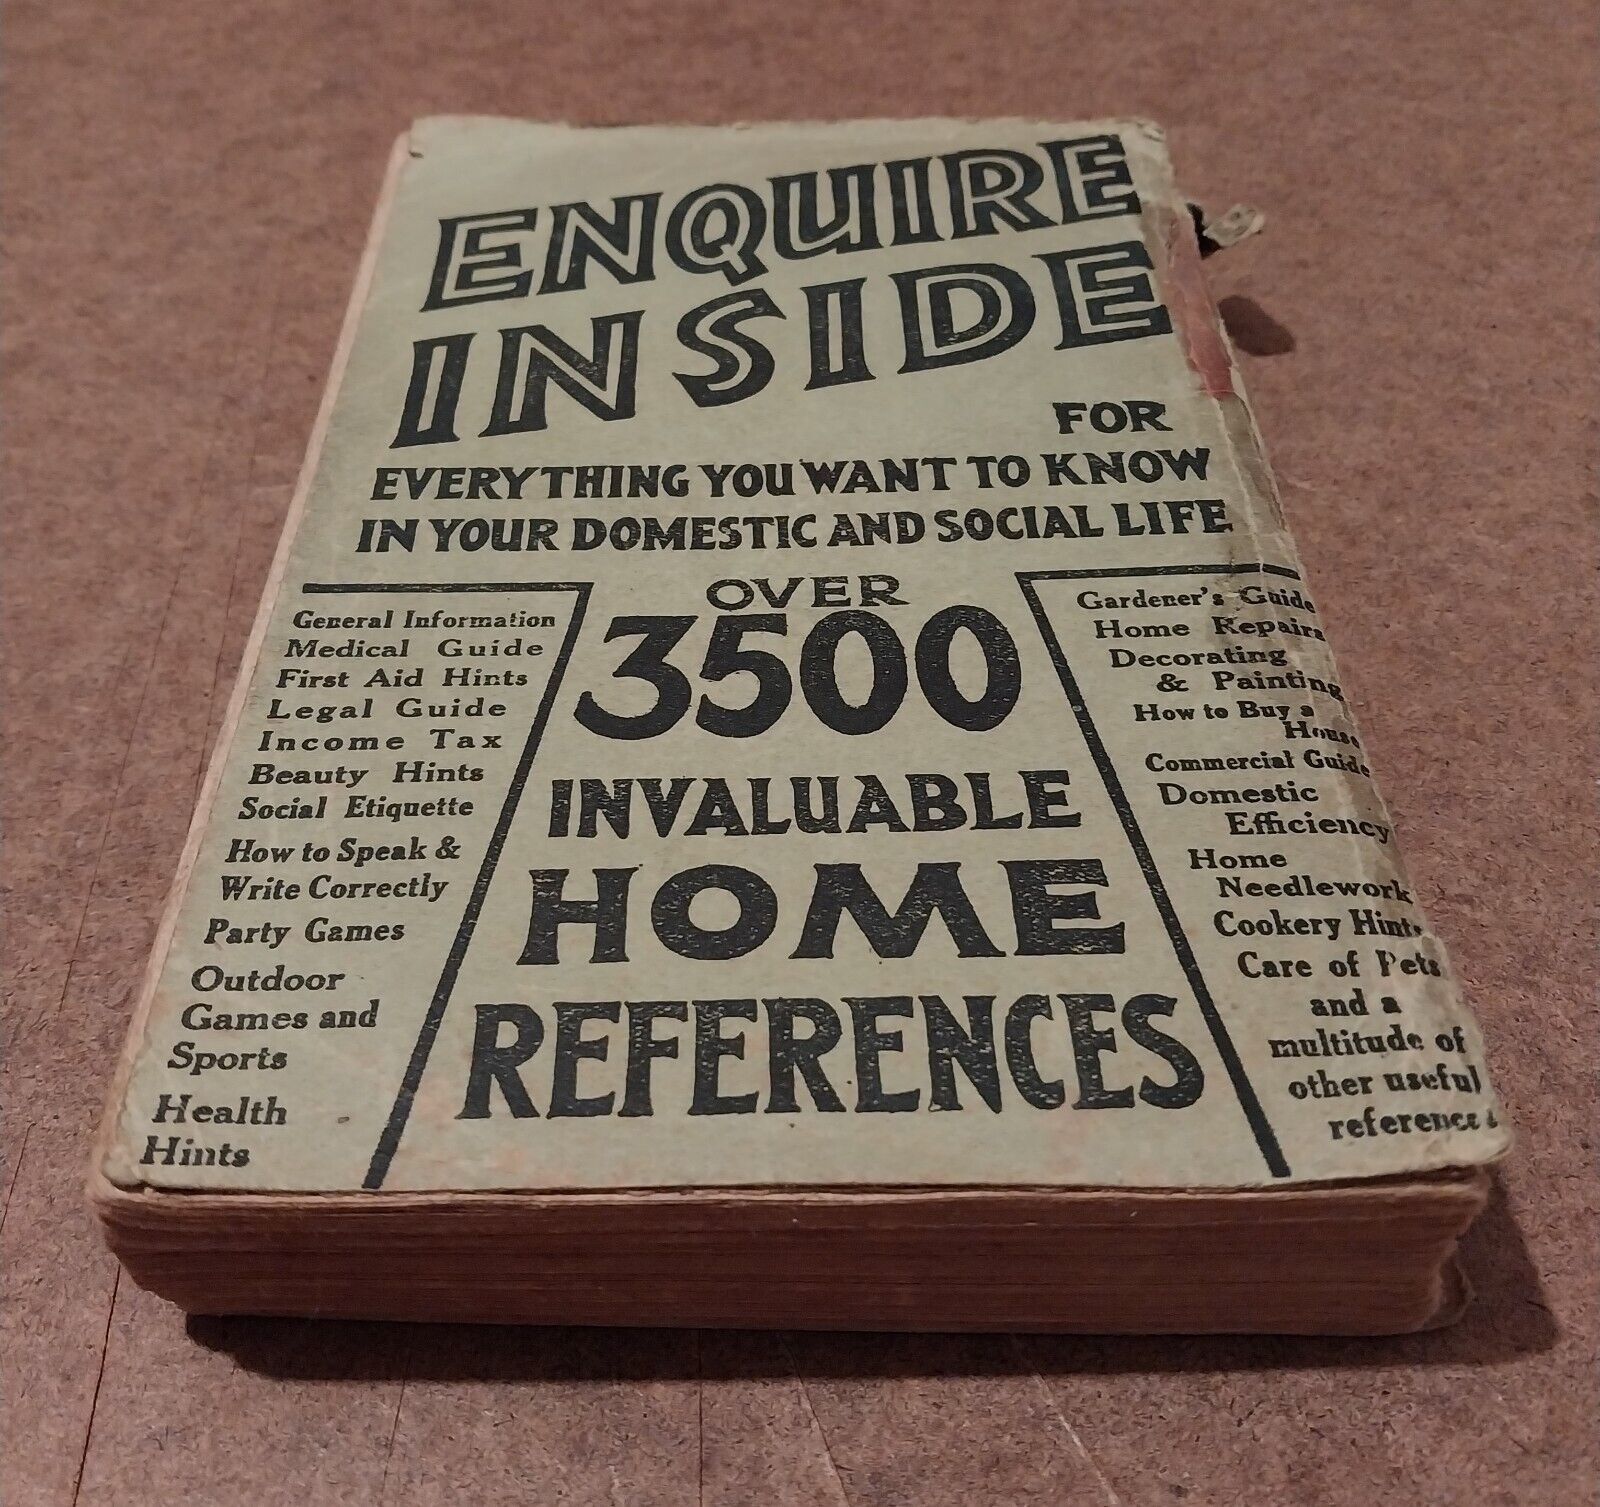 ENQUIRE
INSIDE
FOR
EVERYTHING YOU WANT TO KNOW
IN YOUR DOMESTIC AND SOCIAL LIFE
General Information
Medical Guide
First Aid Hints
Legal Guide
Income Tax
Beauty Hints
Social Etiquette
How to Speak &
Write Correctly
Party Games
Outdoor
Games and
Sports
Health
Hints
OVER
3500
INVALUABLE
HOME
REFERENCES
Gardener's Guide
Home Repairs
Decorating
& Painting
How to Buy a
House
Commercial Guide
Domestic
Efficiency
Home
Needlework
Cookery Hints
Care of Pets
and a
multitude of
other useful
references